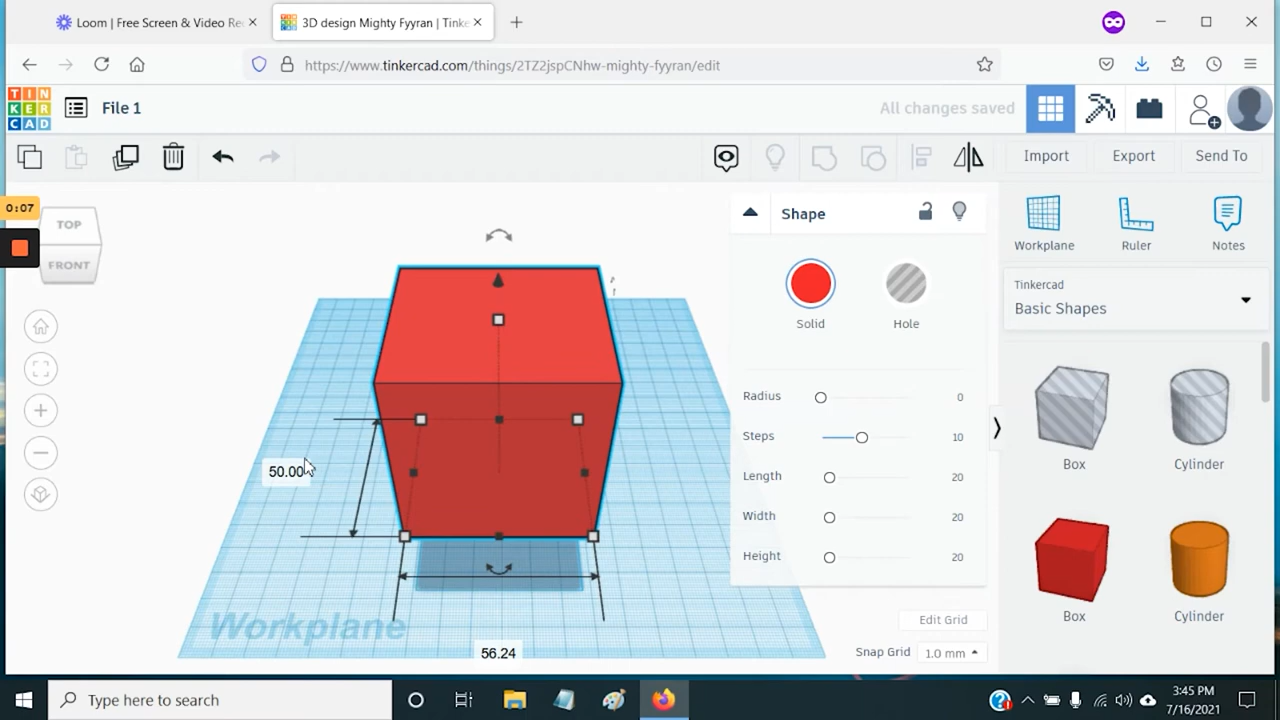 Loom | Free Screen & Video Re
3D design Mighty Fyyran | Tinke
https://www.tinkercad.com/things/2TZ2jspCNhw-mighty-fyyran/edit
TIN
KER
CAD
File 1
All changes saved
Import
Export
Send To
0:07
TOP
FRONT
Shape
Solid
Hole
Radius 0
Steps 10
Length 20
Width 20
Height 20
Workplane
Ruler
Notes
Tinkercad
Basic Shapes
Box
Cylinder
Box
Cylinder
50.00
56.24
Workplane
Edit Grid
Snap Grid 1.0 mm
Type here to search
3:45 PM
7/16/2021